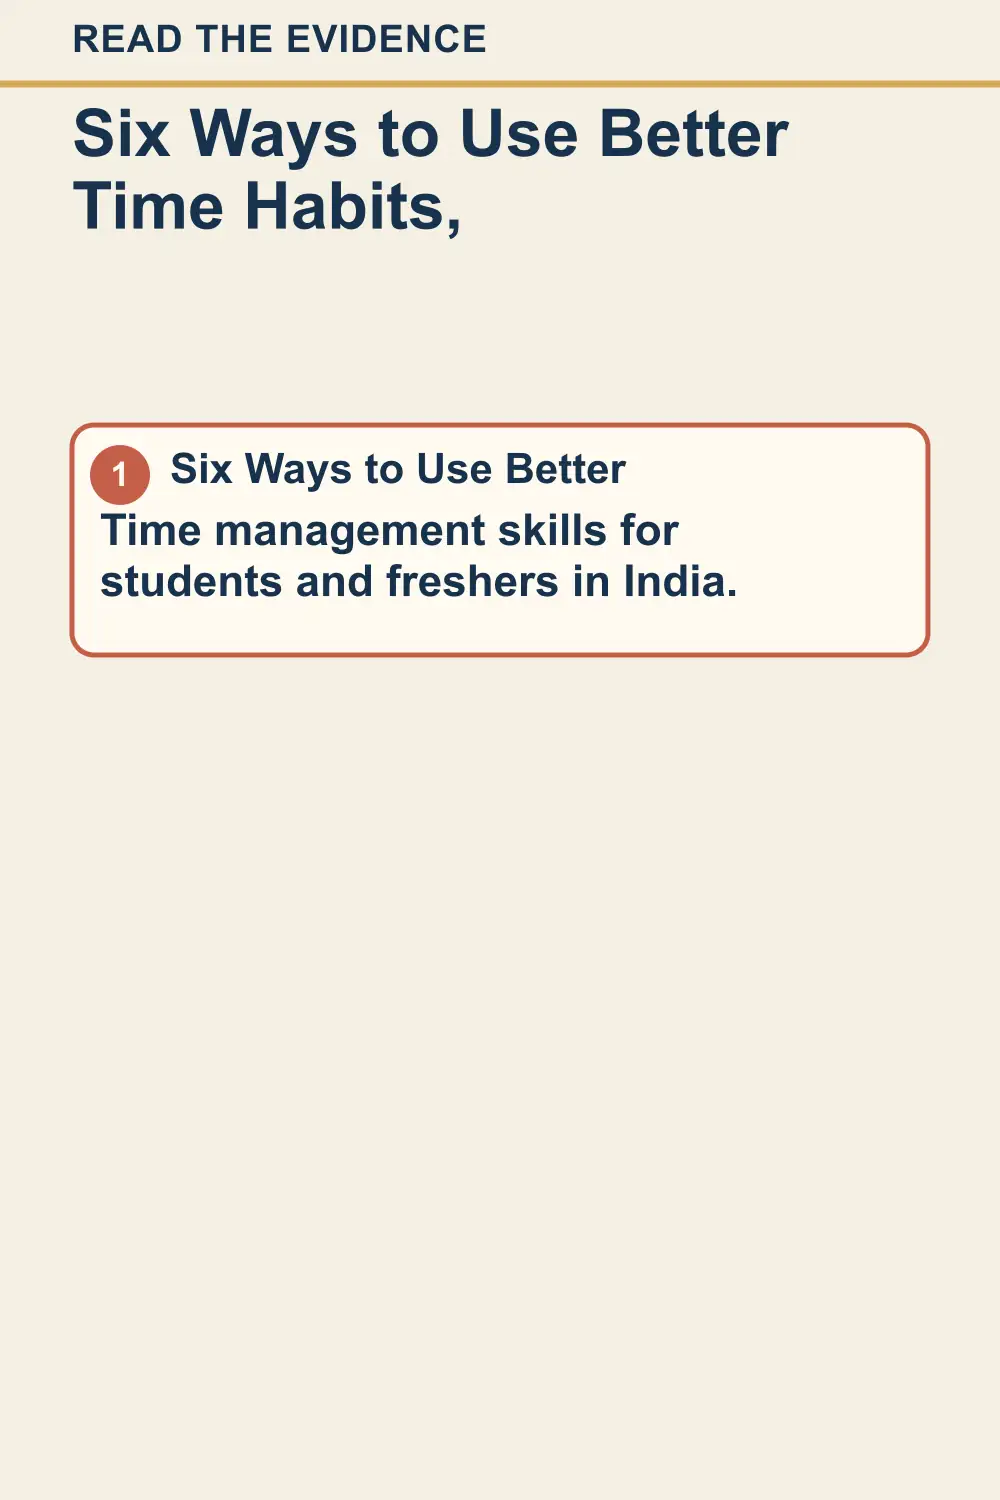 READ THE EVIDENCE
Six Ways to Use Better
Time Habits,
1 Six Ways to Use Better
Time management skills for
students and freshers in India.